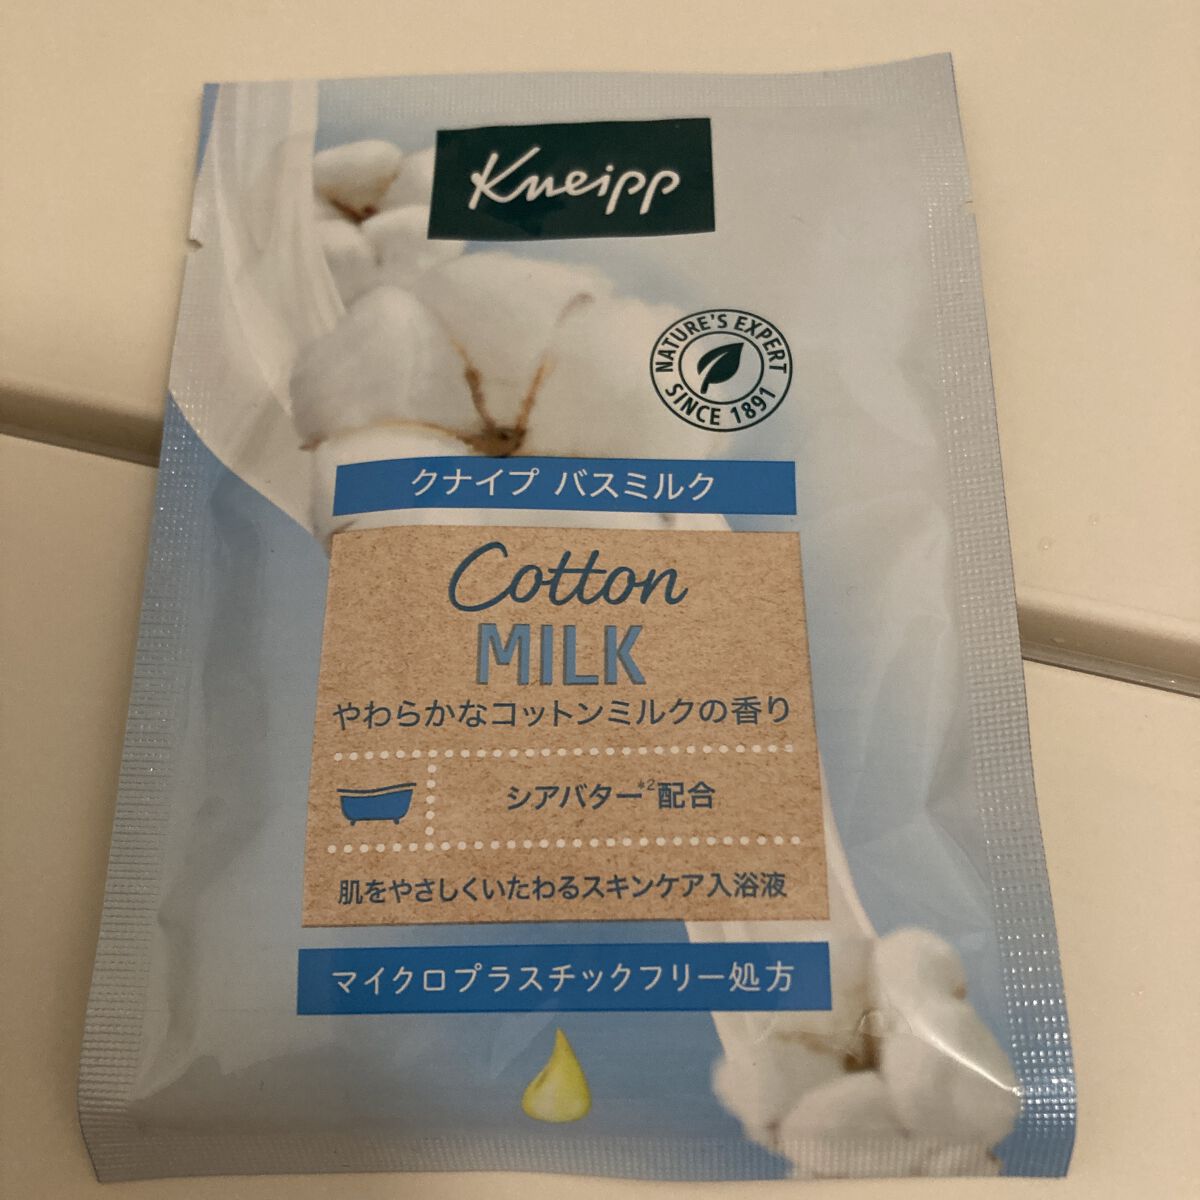 Kneipp
NATURE'S EXPERT
SINCE 1891
クナイプ バスミルク
Cotton
MILK
やわらかなコットンミルクの香り
シアバター*2配合
肌をやさしくいたわるスキンケア入浴液
マイクロプラスチックフリー処方